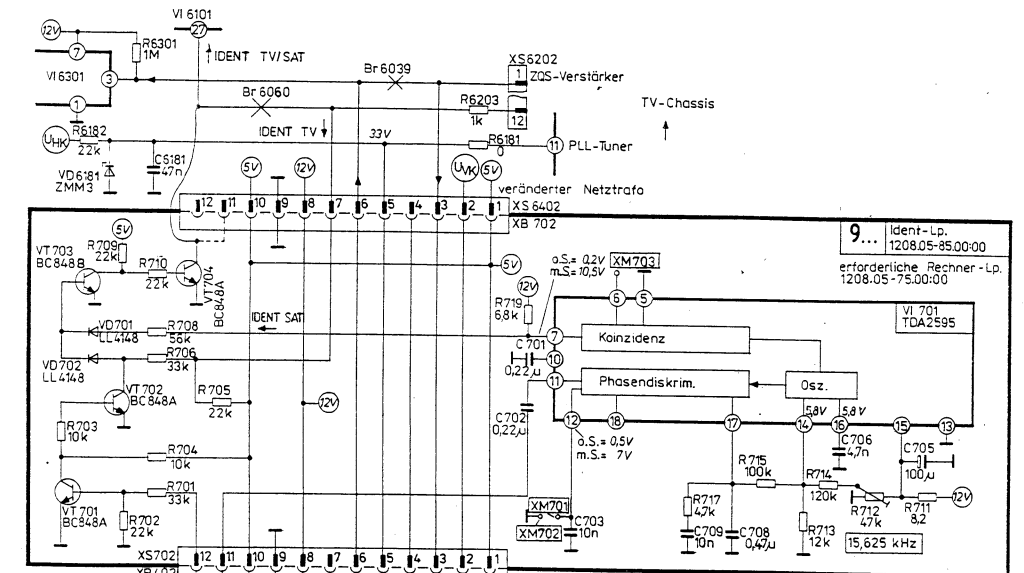 VI 6101
27
12V
7
R6301
1M
IDENT TV/SAT
VI 6301
3
Br 6039
XS6202
1
ZQS-Verstärker
1
Br 6060
R6203
1k
12
TV-Chassis
UHK
R6182
22k
IDENT TV
33V
R6181
0
11
PLL-Tuner
C6181
47n
VD6181
ZMM3
5V
12V
UVK
5V
veränderter Netztrafo
12 11 10 9 8 7 6 5 4 3 2 1
XS 6402
XB 702
9... Ident-Lp.
1208.05-85.00:00
erforderliche Rechner-Lp.
1208.05-75.00:00
5V
VT703
BC848B
R709
22k
R710
22k
VT704
BC848A
5V
o.S.= 0,2V
m.S.= 10,5V
XM703
12V
R719
6,8k
6
5
VI 701
TDA2595
IDENT SAT
VD701
LL4148
R708
56k
7
Koinzidenz
C701
0,22µ
10
VD702
LL4148
R706
33k
11
Phasendiskrim.
Osz.
VT702
BC848A
R705
22k
12V
C702
0,22µ
12
18
17
14
5,8V
16
5,8V
15
13
o.S.= 0,5V
m.S.= 7V
R703
10k
R704
10k
C706
4,7n
C705
100µ
R715
100k
R714
120k
R712
47k
R711
8,2
12V
VT701
BC848A
R701
33k
R702
22k
XM701
XM702
C703
10n
R717
4,7k
C709
10n
C708
0,47µ
R713
12k
15,625 kHz
XS702
12 11 10 9 8 7 6 5 4 3 2 1
XB402